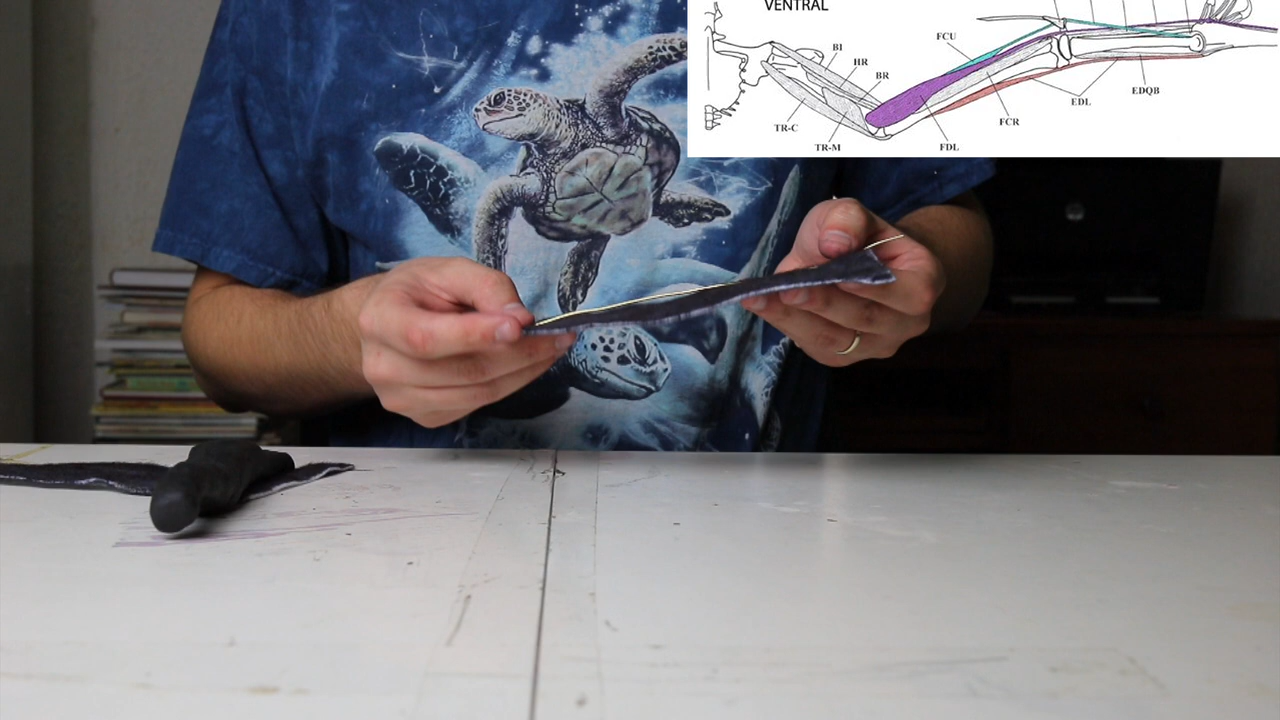 VENTRAL
FCU
BI
HR
BR
EDQB
EDL
FCR
TR-C
TR-M
FDL